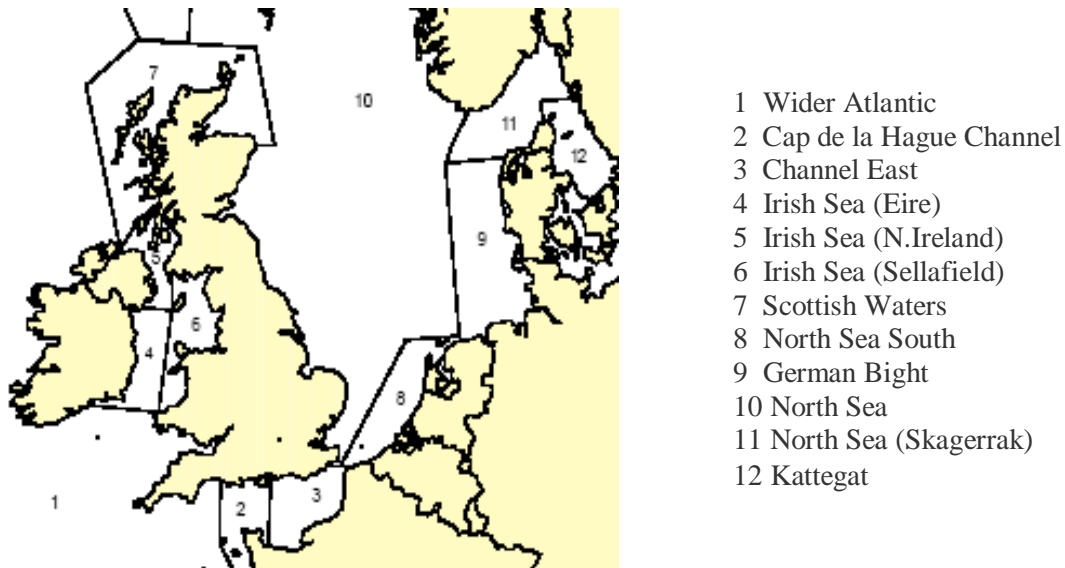 7
10
11
12
5
9
6
4
8
1
2
3
1 Wider Atlantic
2 Cap de la Hague Channel
3 Channel East
4 Irish Sea (Eire)
5 Irish Sea (N.Ireland)
6 Irish Sea (Sellafield)
7 Scottish Waters
8 North Sea South
9 German Bight
10 North Sea
11 North Sea (Skagerrak)
12 Kattegat